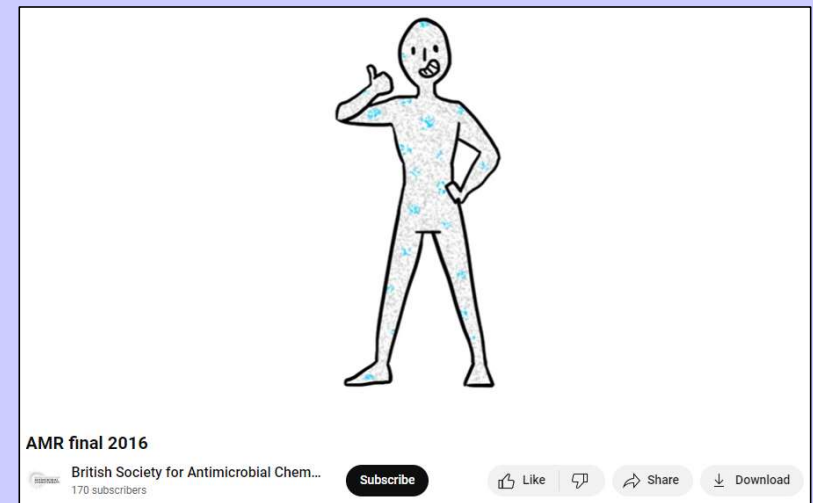 AMR final 2016
British Society for Antimicrobial Chem...
170 subscribers
Subscribe
Like
Share
Download